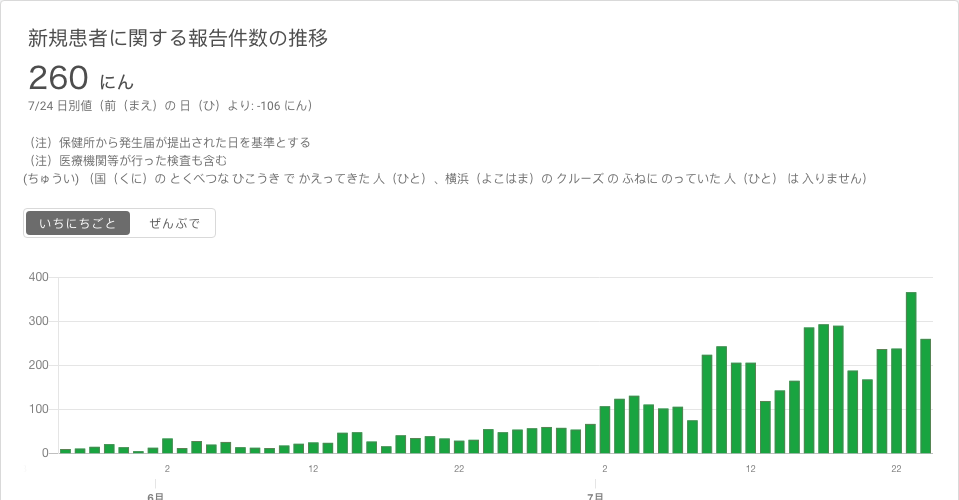 新規患者に関する報告件数の推移
260 にん
7/24 日別値（前（まえ）の 日（ひ）より: -106 にん）
（注）保健所から発生届が提出された日を基準とする
（注）医療機関等が行った検査も含む
(ちゅうい) （国（くに）の とくべつな ひこうき で かえってきた 人（ひと）、横浜（よこはま）の クルーズ の ふねに のっていた 人（ひと） は 入りません）
いちにちごと ぜんぶで
400
300
200
100
0
2 12 22 2 12 22
6月 7月